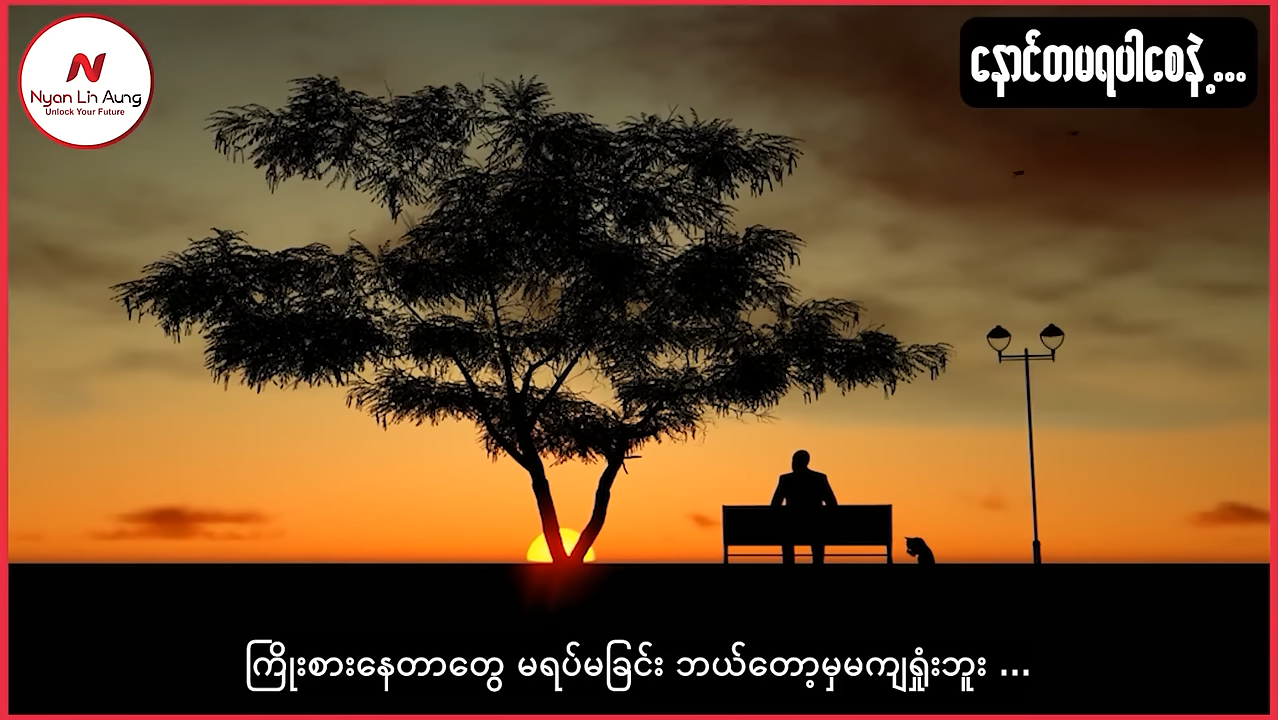 Nyan Lin Aung
Unlock Your Future
နောင်တမရပါစေနဲ့ ...
ကြိုးစားနေတာတွေ မရပ်မခြင်း ဘယ်တော့မှမကျရှုံးဘူး ...